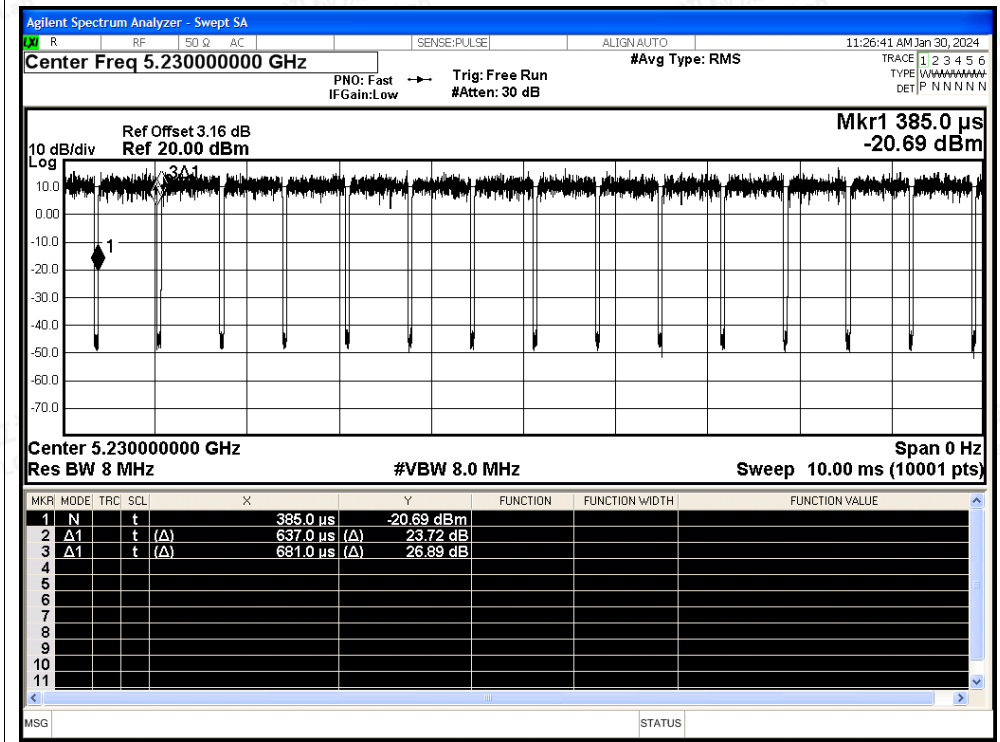 Agilent Spectrum Analyzer - Swept SA
LXI R RF 50 Ω AC SENSE:PULSE ALIGN AUTO 11:26:41 AM Jan 30, 2024
Center Freq 5.230000000 GHz #Avg Type: RMS TRACE 1 2 3 4 5 6
PNO: Fast Trig: Free Run TYPE WWWWWW
IFGain:Low #Atten: 30 dB DET P N N N N N
Mkr1 385.0 µs
Ref Offset 3.16 dB
10 dB/div Ref 20.00 dBm -20.69 dBm
Log
3Δ1
10.0
0.00
-10.0
1
-20.0
-30.0
-40.0
-50.0
-60.0
-70.0
Center 5.230000000 GHz Span 0 Hz
Res BW 8 MHz #VBW 8.0 MHz Sweep 10.00 ms (10001 pts)
MKR MODE TRC SCL X Y FUNCTION FUNCTION WIDTH FUNCTION VALUE
1 N t 385.0 µs -20.69 dBm
2 Δ1 t (Δ) 637.0 µs (Δ) 23.72 dB
3 Δ1 t (Δ) 681.0 µs (Δ) 26.89 dB
4
5
6
7
8
9
10
11
MSG STATUS